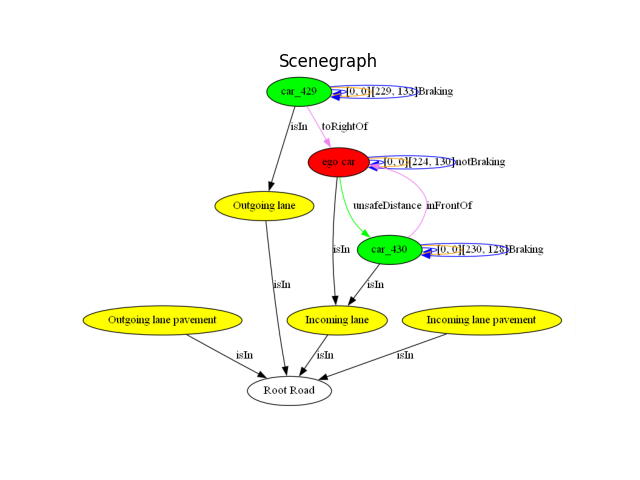 Scenegraph
car_429 [0, 0][229, 133]Braking
isIn toRightOf
ego car [0, 0][224, 130]notBraking
Outgoing lane unsafeDistance inFrontOf
isIn car_430 [0, 0][230, 128]Braking
isIn isIn
Outgoing lane pavement Incoming lane Incoming lane pavement
isIn isIn isIn
Root Road